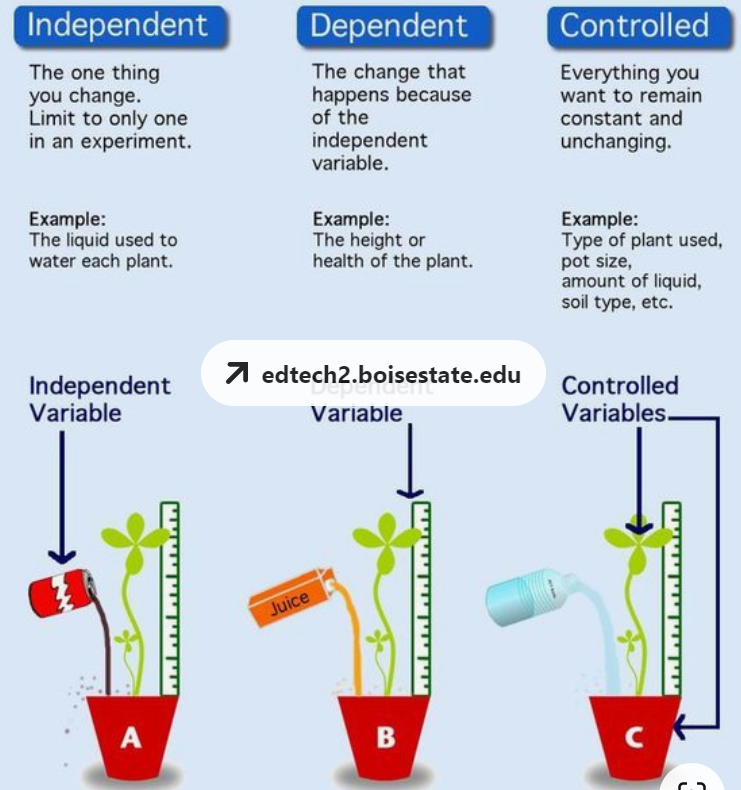 Independent
The one thing
you change.
Limit to only one
in an experiment.
Example:
The liquid used to
water each plant.
Dependent
The change that
happens because
of the
independent
variable.
Example:
The height or
health of the plant.
Controlled
Everything you
want to remain
constant and
unchanging.
Example:
Type of plant used,
pot size,
amount of liquid,
soil type, etc.
edtech2.boisestate.edu
Independent
Variable
Dependent
Variable
Controlled
Variables
Juice
A
B
C